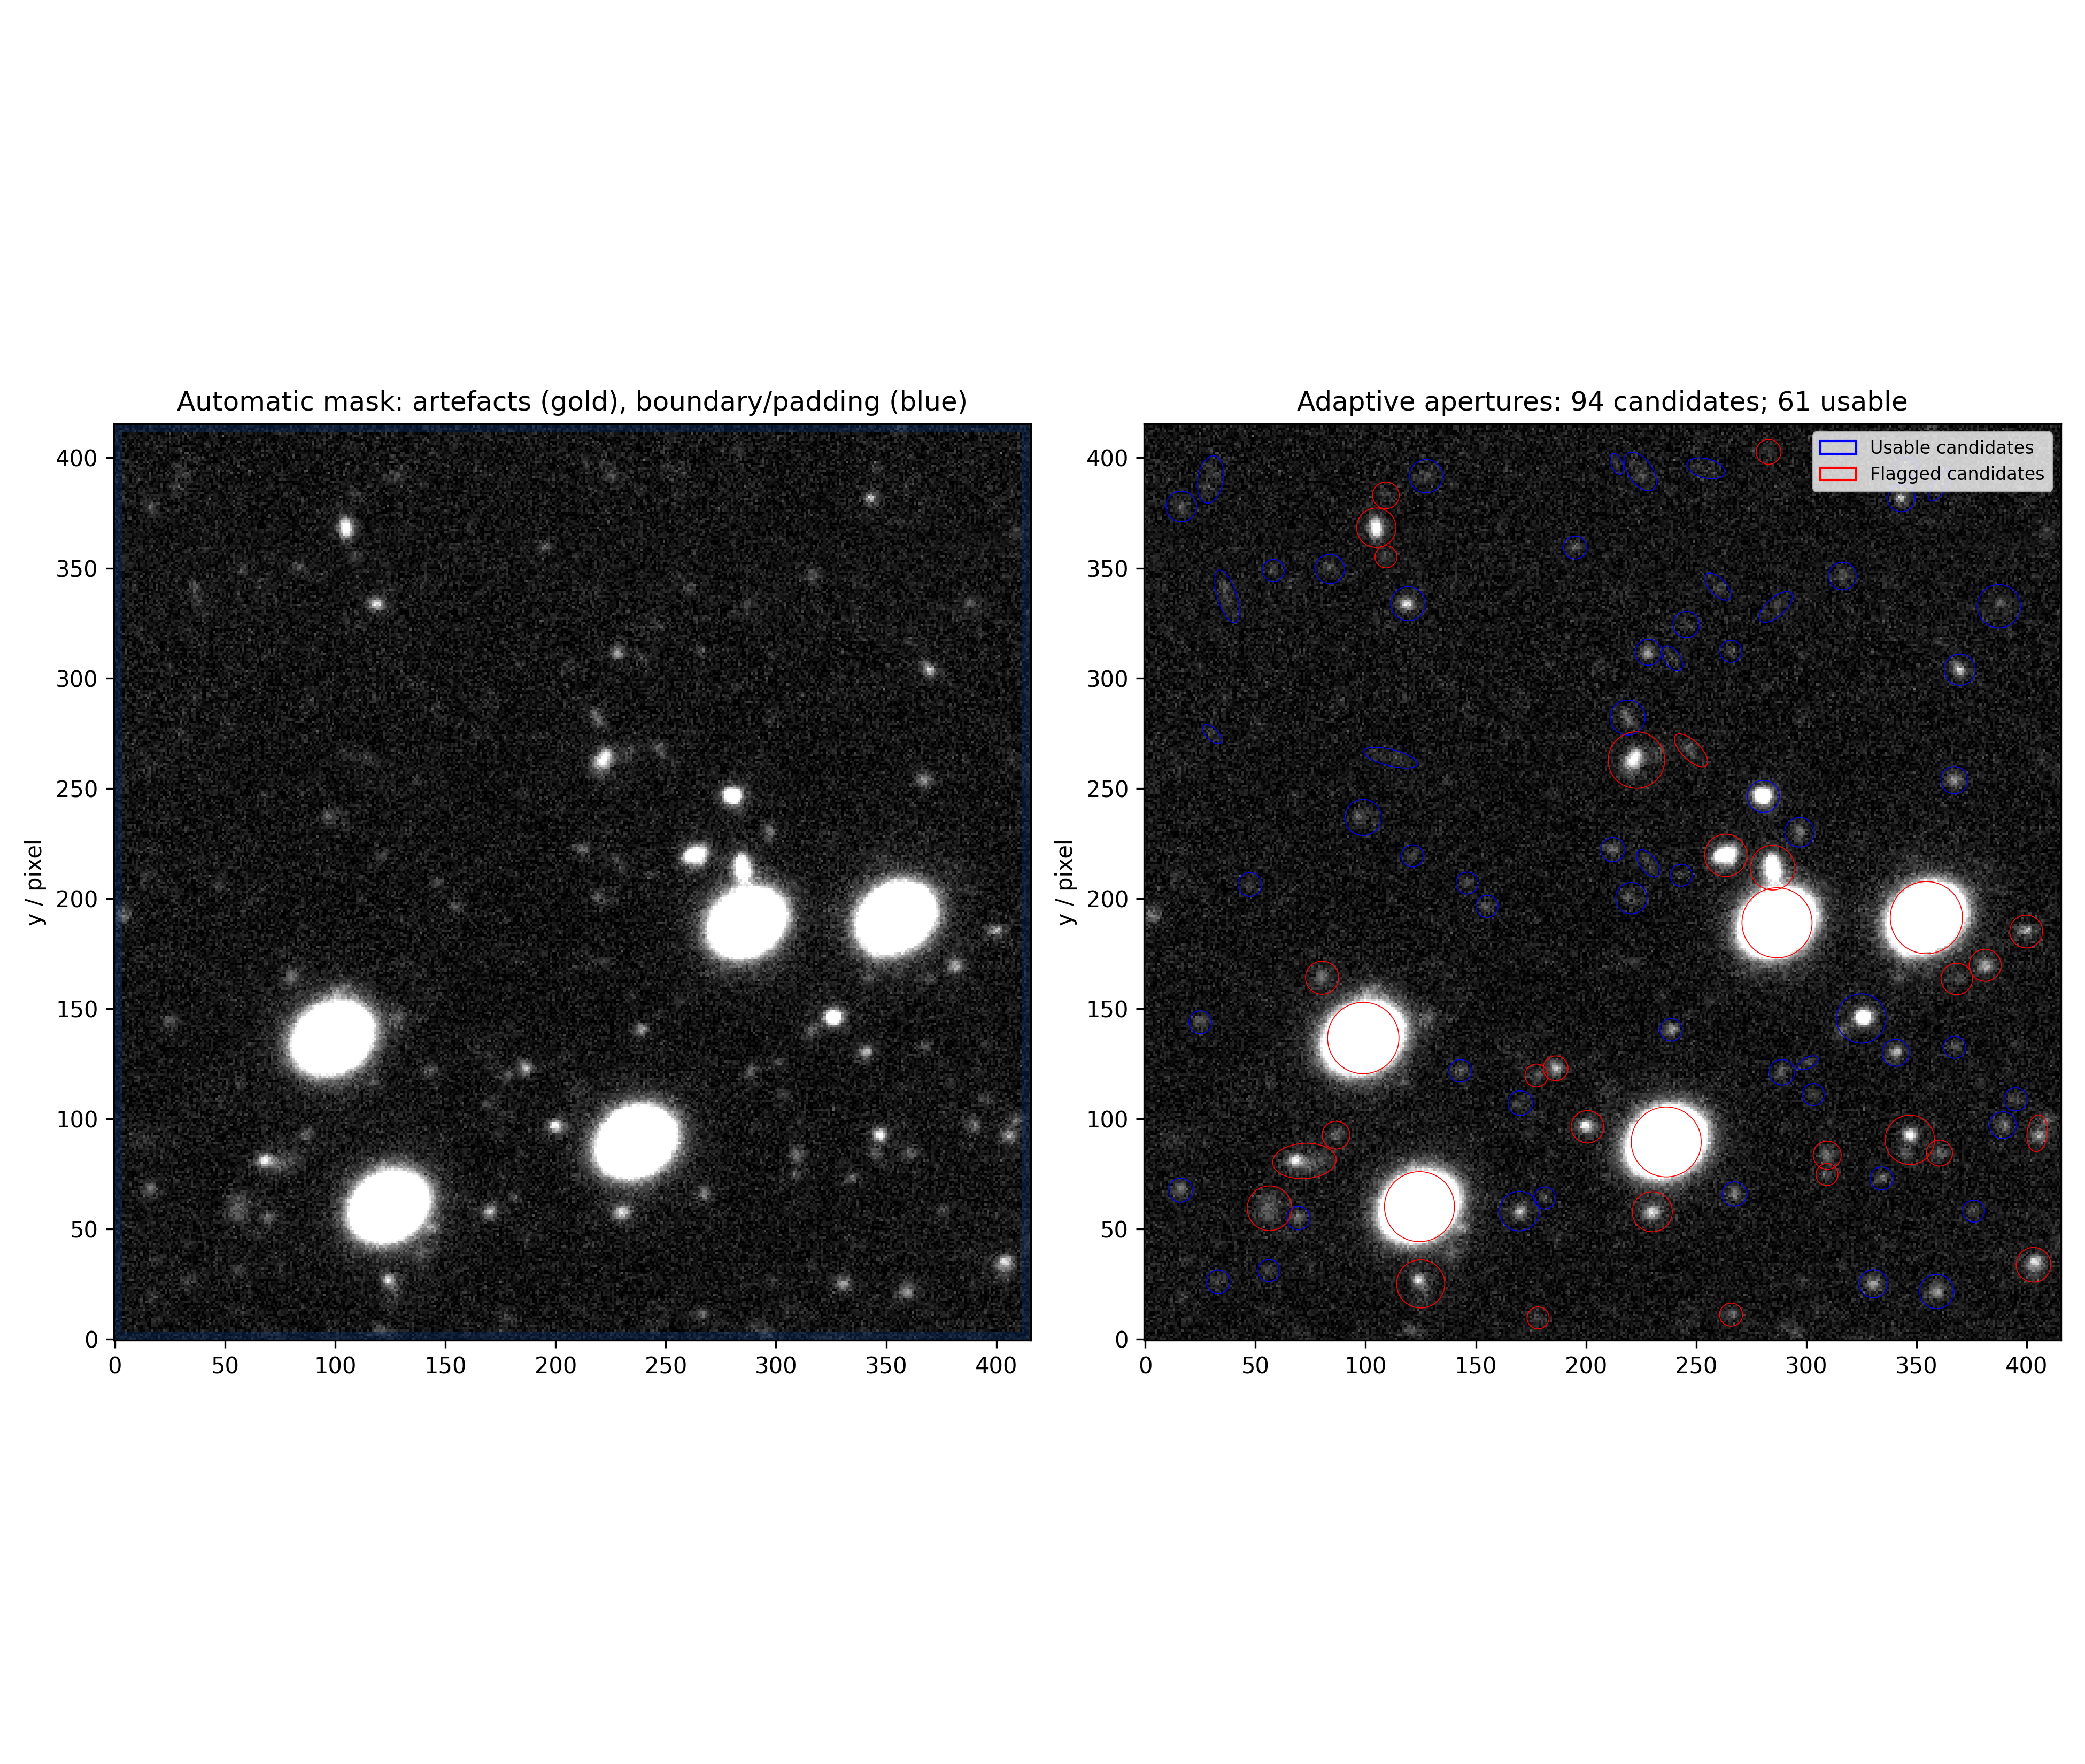 Automatic mask: artefacts (gold), boundary/padding (blue)
y / pixel
400
350
300
250
200
150
100
50
0
0 50 100 150 200 250 300 350 400
Adaptive apertures: 94 candidates; 61 usable
Usable candidates
Flagged candidates
y / pixel
400
350
300
250
200
150
100
50
0
0 50 100 150 200 250 300 350 400